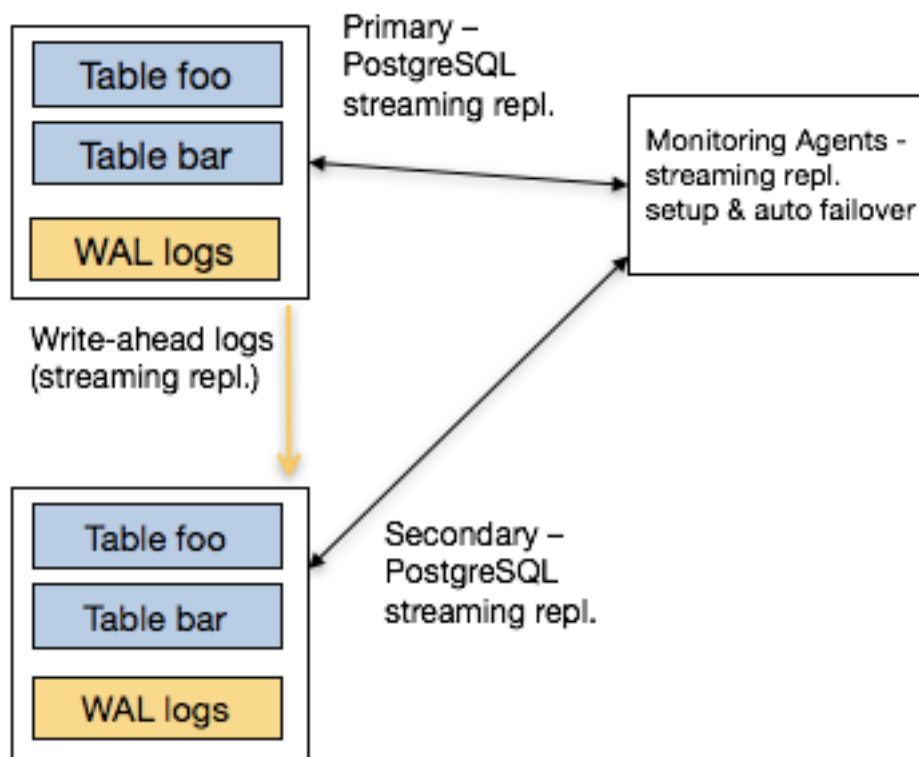 Table foo
Table bar
WAL logs
Primary –
PostgreSQL
streaming repl.
Monitoring Agents -
streaming repl.
setup & auto failover
Write-ahead logs
(streaming repl.)
Table foo
Table bar
WAL logs
Secondary –
PostgreSQL
streaming repl.